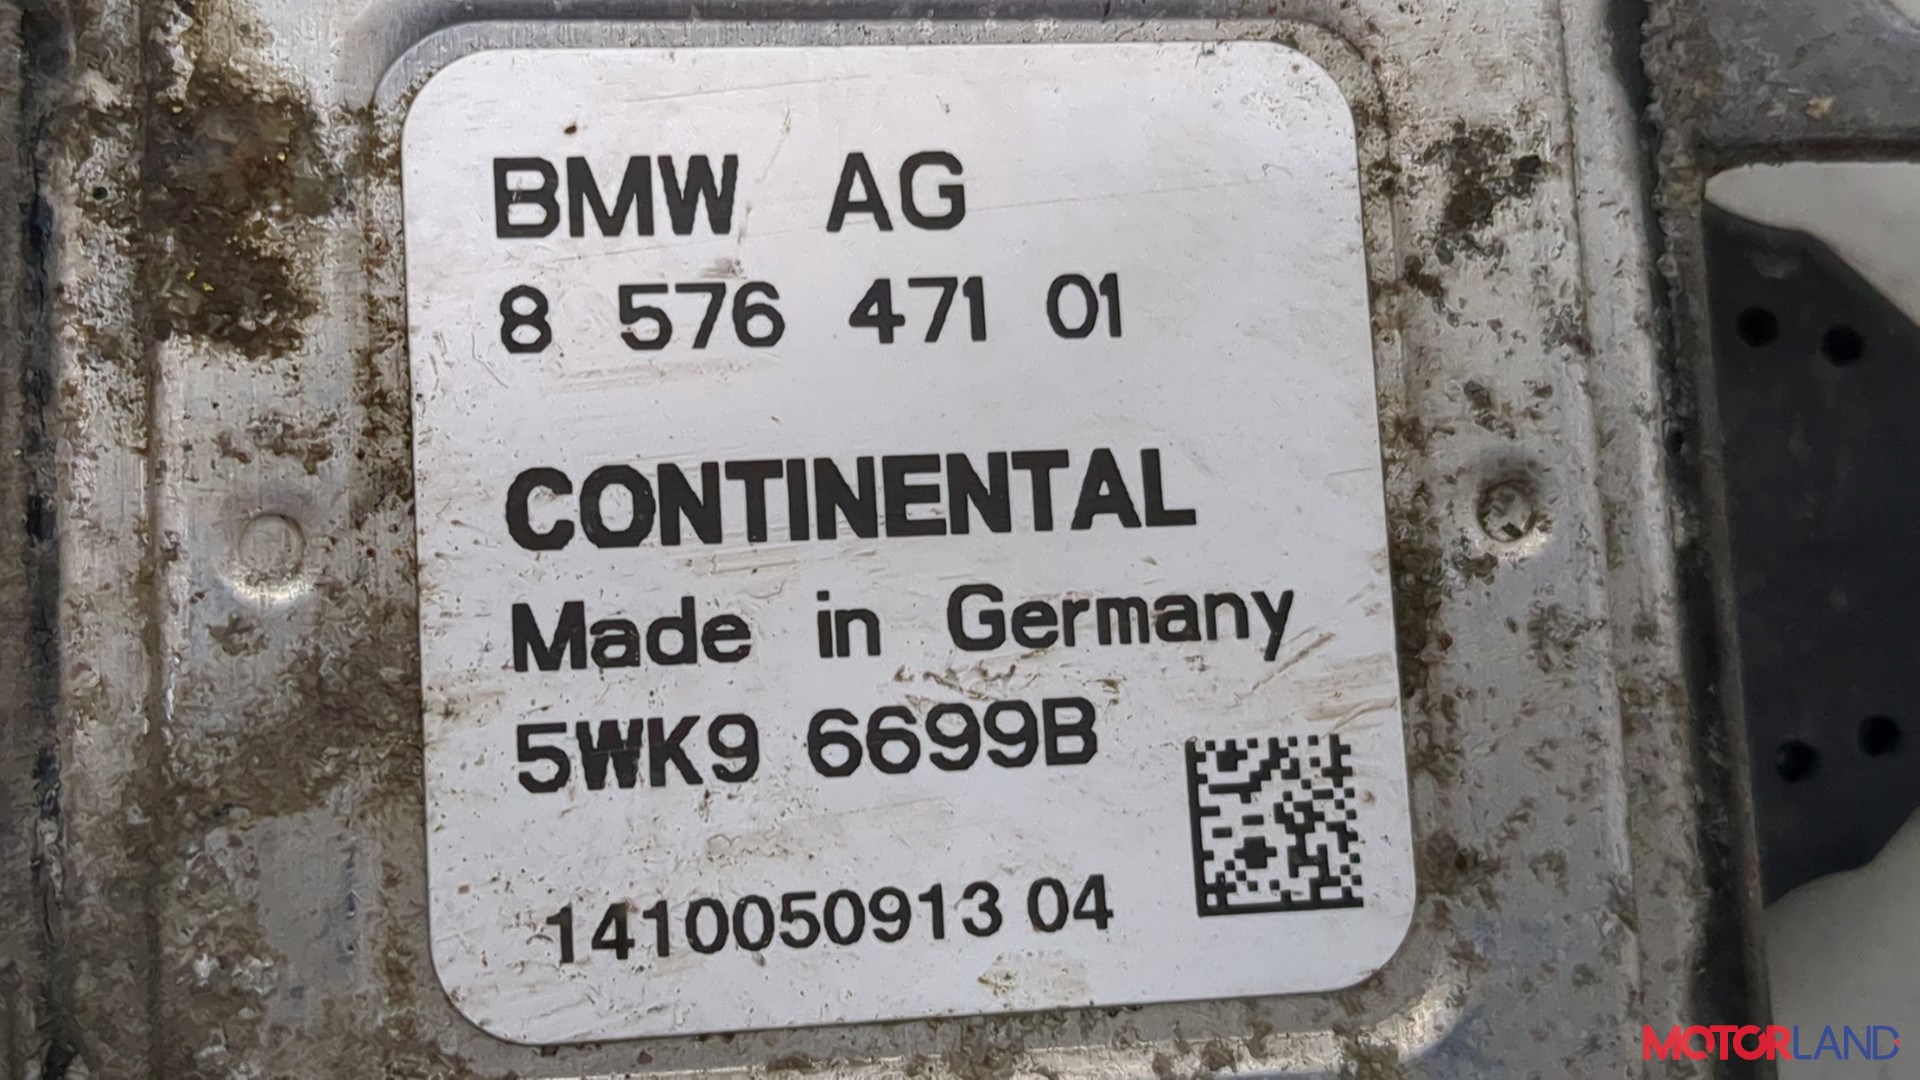 BMW AG
8 576 471 01
CONTINENTAL
Made in Germany
5WK9 6699B
1410050913 04
MOTORLAND